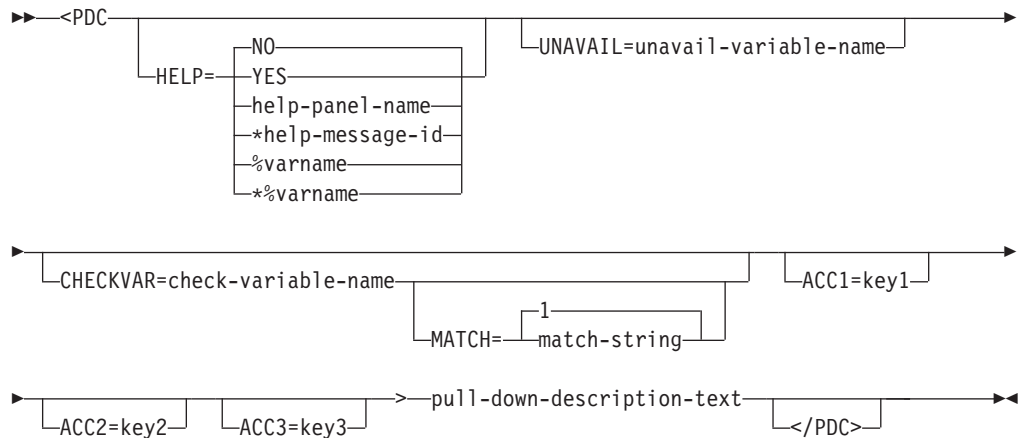 <PDC
HELP=
NO
YES
help-panel-name
*help-message-id
%varname
*%varname
UNAVAIL=unavail-variable-name
CHECKVAR=check-variable-name
MATCH=
1
match-string
ACC1=key1
ACC2=key2
ACC3=key3
>
pull-down-description-text
</PDC>